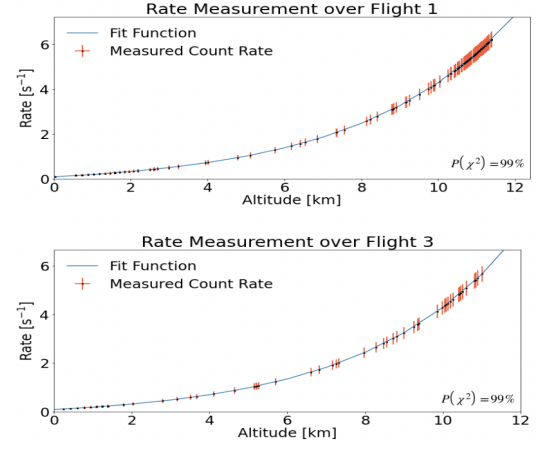 Rate Measurement over Flight 1
Fit Function
Measured Count Rate
6
4
2
0
Rate [s⁻¹]
P(χ²)=99%
0 2 4 6 8 10 12
Altitude [km]
Rate Measurement over Flight 3
Fit Function
Measured Count Rate
6
4
2
0
Rate [s⁻¹]
P(χ²)=99%
0 2 4 6 8 10 12
Altitude [km]